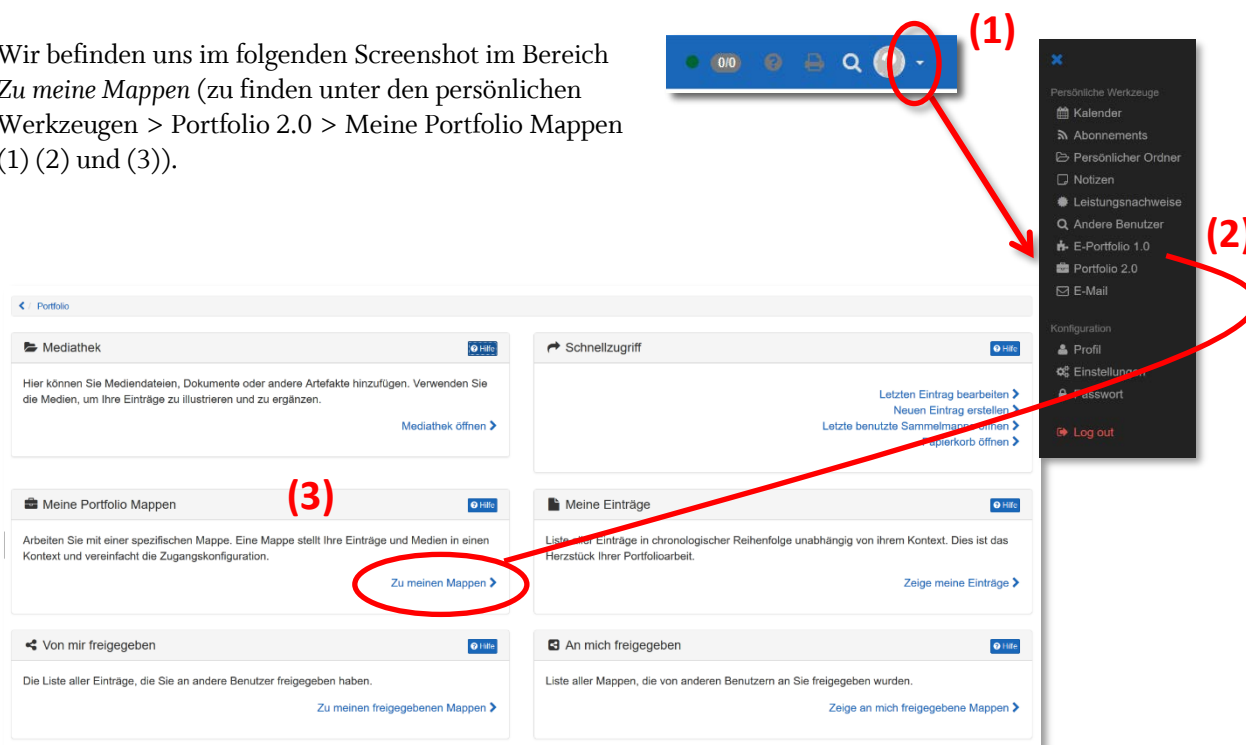 Wir befinden uns im folgenden Screenshot im Bereich
Zu meine Mappen (zu finden unter den persönlichen
Werkzeugen > Portfolio 2.0 > Meine Portfolio Mappen
(1) (2) und (3)).
0/0
(1)
Persönliche Werkzeuge
Kalender
Abonnements
Persönlicher Ordner
Notizen
Leistungsnachweise
Andere Benutzer
E-Portfolio 1.0
Portfolio 2.0
E-Mail
Konfiguration
Profil
Einstellungen
Passwort
Log out
(2)
/ Portfolio
Mediathek
Hilfe
Hier können Sie Mediendateien, Dokumente oder andere Artefakte hinzufügen. Verwenden Sie
die Medien, um Ihre Einträge zu illustrieren und zu ergänzen.
Mediathek öffnen
Schnellzugriff
Hilfe
Letzten Eintrag bearbeiten
Neuen Eintrag erstellen
Letzte benutzte Sammelmappe öffnen
Papierkorb öffnen
Meine Portfolio Mappen
(3)
Hilfe
Arbeiten Sie mit einer spezifischen Mappe. Eine Mappe stellt Ihre Einträge und Medien in einen
Kontext und vereinfacht die Zugangskonfiguration.
Zu meinen Mappen
Meine Einträge
Hilfe
Liste aller Einträge in chronologischer Reihenfolge unabhängig von ihrem Kontext. Dies ist das
Herzstück Ihrer Portfolioarbeit.
Zeige meine Einträge
Von mir freigegeben
Hilfe
Die Liste aller Einträge, die Sie an andere Benutzer freigegeben haben.
Zu meinen freigegebenen Mappen
An mich freigegeben
Hilfe
Liste aller Mappen, die von anderen Benutzern an Sie freigegeben wurden.
Zeige an mich freigegebene Mappen